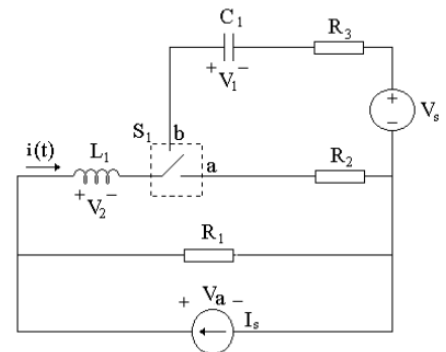 C1
R3
+ V1 −
+
−
Vs
S1 b
a
i(t)
L1
R2
+ V2 −
R1
+ Va −
Is